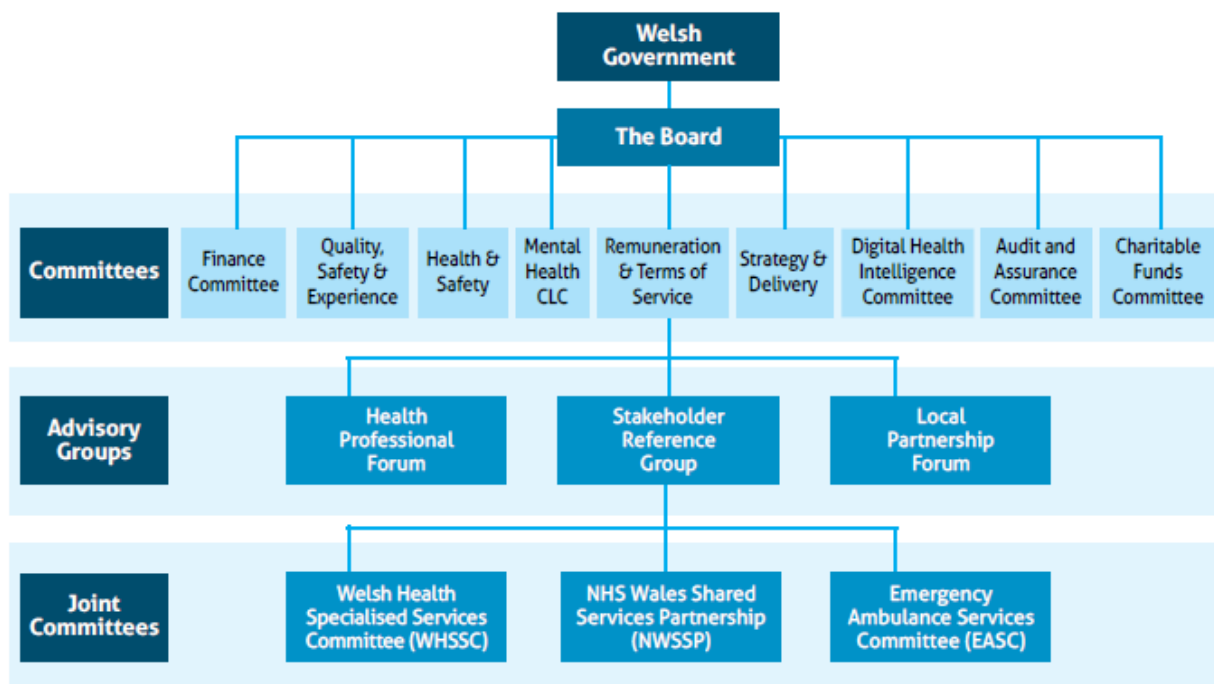 Welsh
Government
The Board
Committees
Finance
Committee
Quality,
Safety &
Experience
Health &
Safety
Mental
Health
CLC
Remuneration
& Terms of
Service
Strategy &
Delivery
Digital Health
Intelligence
Committee
Audit and
Assurance
Committee
Charitable
Funds
Committee
Advisory
Groups
Health
Professional
Forum
Stakeholder
Reference
Group
Local
Partnership
Forum
Joint
Committees
Welsh Health
Specialised Services
Committee (WHSSC)
NHS Wales Shared
Services Partnership
(NWSSP)
Emergency
Ambulance Services
Committee (EASC)